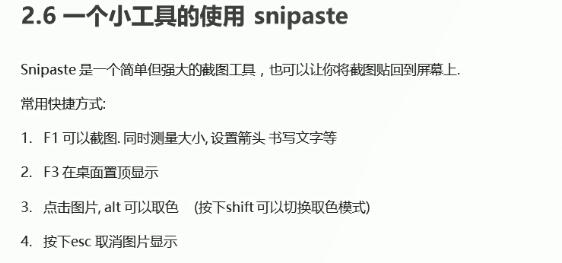 2.6 一个小工具的使用 snipaste
Snipaste 是一个简单但强大的截图工具，也可以让你将截图贴回到屏幕上.
常用快捷方式:
1. F1 可以截图. 同时测量大小, 设置箭头 书写文字等
2. F3 在桌面置顶显示
3. 点击图片, alt 可以取色 (按下shift 可以切换取色模式)
4. 按下esc 取消图片显示